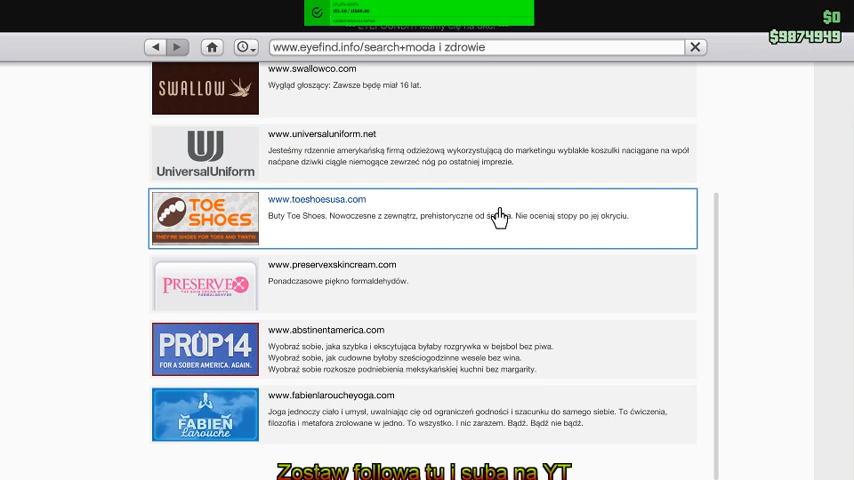 $0
$9874949
www.eyefind.info/search+moda i zdrowie
www.swallowco.com
SWALLOW
Wygląd głoszący: Zawsze będę miał 16 lat.
www.universaluniform.net
Jesteśmy rdzennie amerykańską firmą odzieżową wykorzystującą do marketingu wyblakłe koszulki naciągane na wpół
naćpane dziwki ciągle niemogące zewrzeć nóg po ostatniej imprezie.
UNIVERSALUNIFORM
www.toeshoesusa.com
TOE
SHOES
Buty Toe Shoes. Nowoczesne z zewnątrz, prehistoryczne od Nie oceniaj stopy po jej okryciu.
THEY'RE SHOES FOR TOES AND TWATS!
www.preservexskincream.com
Ponadczasowe piękno formaldehydów.
PRESERVEX
www.abstinentamerica.com
PROP14
FOR A SOBER AMERICA. AGAIN.
Wyobraź sobie, jaka szybka i ekscytująca byłaby rozgrywka w bejsbol bez piwa.
Wyobraź sobie, jak cudowne byłoby sześciogodzinne wesele bez wina.
Wyobraź sobie rozkosze podniebienia meksykańskiej kuchni bez margarity.
www.fabienlaroucheyoga.com
FABIEN
Larouche
Joga jednoczy ciało i umysł, uwalniając cię od ograniczeń godności i szacunku do samego siebie. To ćwiczenia,
filozofia i metafora zrolowane w jedno. To wszystko. I nic zarazem. Bądź. Bądź nie bądź.
Zostaw followa tu i suba na YT